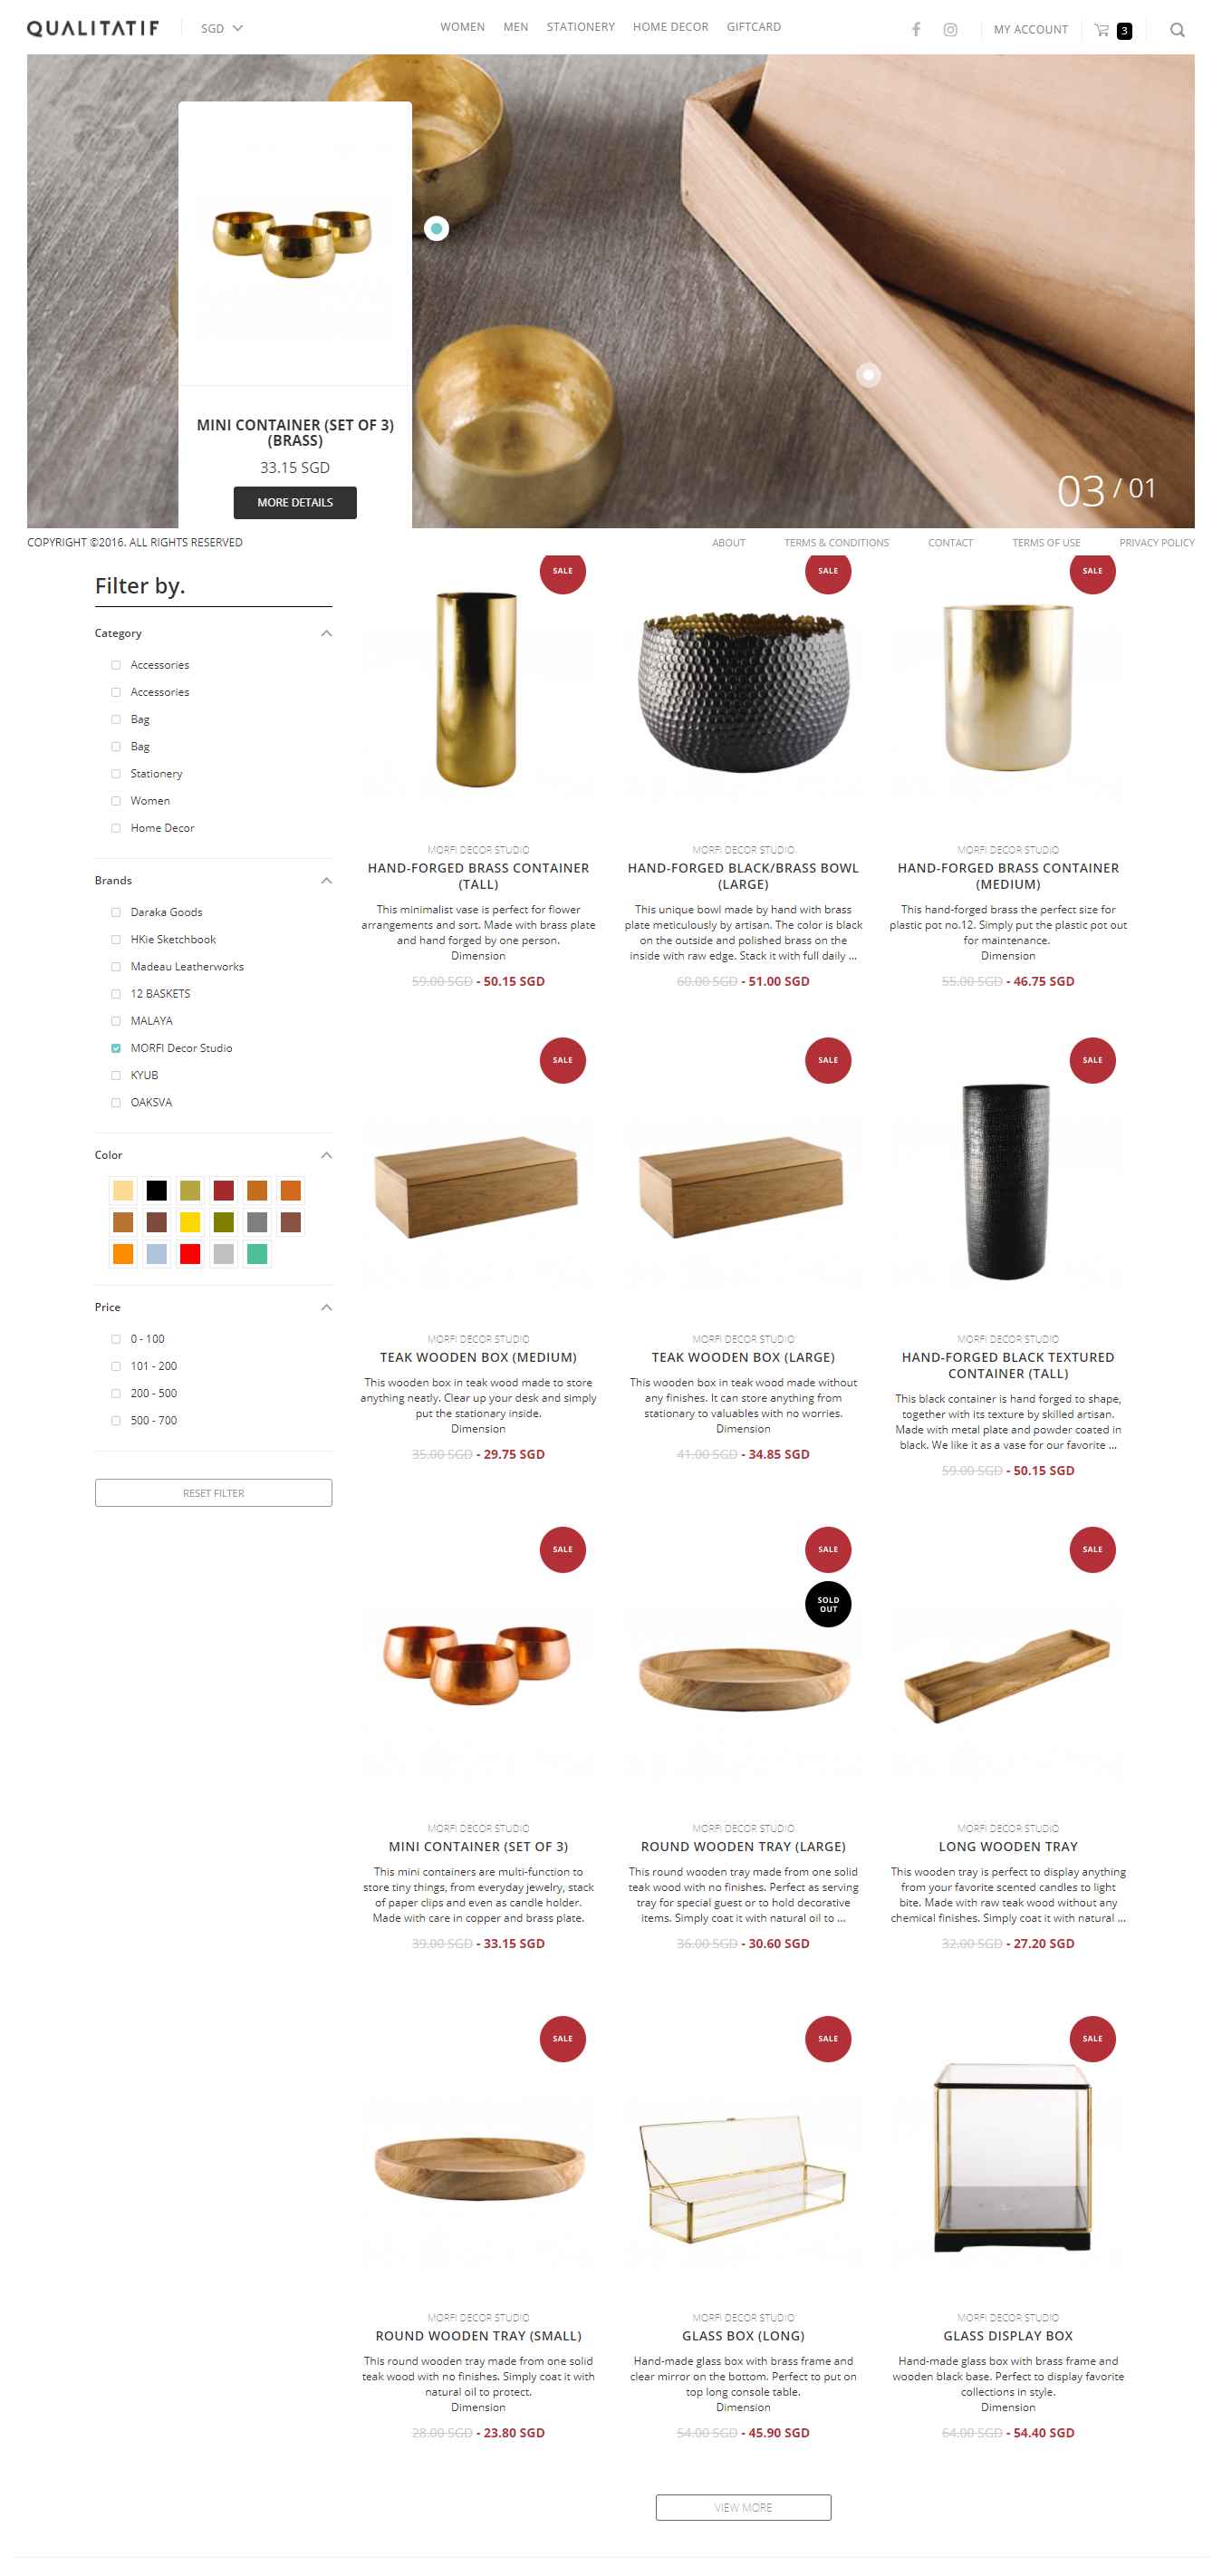 QUALITATIF
SGD
WOMEN MEN STATIONERY HOME DECOR GIFTCARD
MY ACCOUNT
3
MINI CONTAINER (SET OF 3)
(BRASS)
33.15 SGD
MORE DETAILS
03 / 01
COPYRIGHT ©2016. ALL RIGHTS RESERVED
ABOUT TERMS & CONDITIONS CONTACT TERMS OF USE PRIVACY POLICY
Filter by.
Category
Accessories
Accessories
Bag
Bag
Stationery
Women
Home Decor
Brands
Daraka Goods
HKie Sketchbook
Madeau Leatherworks
12 BASKETS
MALAYA
MORFI Decor Studio
KYUB
OAKSVA
Color
Price
0 - 100
101 - 200
200 - 500
500 - 700
RESET FILTER
SALE
MORFI DECOR STUDIO
HAND-FORGED BRASS CONTAINER
(TALL)
This minimalist vase is perfect for flower
arrangements and sort. Made with brass plate
and hand forged by one person.
Dimension
59.00 SGD - 50.15 SGD
SALE
MORFI DECOR STUDIO
HAND-FORGED BLACK/BRASS BOWL
(LARGE)
This unique bowl made by hand with brass
plate meticulously by artisan. The color is black
on the outside and polished brass on the
inside with raw edge. Stack it with full daily ...
60.00 SGD - 51.00 SGD
SALE
MORFI DECOR STUDIO
HAND-FORGED BRASS CONTAINER
(MEDIUM)
This hand-forged brass the perfect size for
plastic pot no.12. Simply put the plastic pot out
for maintenance.
Dimension
55.00 SGD - 46.75 SGD
SALE
MORFI DECOR STUDIO
TEAK WOODEN BOX (MEDIUM)
This wooden box in teak wood made to store
anything neatly. Clear up your desk and simply
put the stationary inside.
Dimension
35.00 SGD - 29.75 SGD
SALE
MORFI DECOR STUDIO
TEAK WOODEN BOX (LARGE)
This wooden box in teak wood made without
any finishes. It can store anything from
stationary to valuables with no worries.
Dimension
41.00 SGD - 34.85 SGD
SALE
MORFI DECOR STUDIO
HAND-FORGED BLACK TEXTURED
CONTAINER (TALL)
This black container is hand forged to shape,
together with its texture by skilled artisan.
Made with metal plate and powder coated in
black. We like it as a vase for our favorite ...
59.00 SGD - 50.15 SGD
SALE
MORFI DECOR STUDIO
MINI CONTAINER (SET OF 3)
This mini containers are multi-function to
store tiny things, from everyday jewelry, stack
of paper clips and even as candle holder.
Made with care in copper and brass plate.
39.00 SGD - 33.15 SGD
SALE
SOLD
OUT
MORFI DECOR STUDIO
ROUND WOODEN TRAY (LARGE)
This round wooden tray made from one solid
teak wood with no finishes. Perfect as serving
tray for special guest or to hold decorative
items. Simply coat it with natural oil to ...
36.00 SGD - 30.60 SGD
SALE
MORFI DECOR STUDIO
LONG WOODEN TRAY
This wooden tray is perfect to display anything
from your favorite scented candles to light
bite. Made with raw teak wood without any
chemical finishes. Simply coat it with natural ...
32.00 SGD - 27.20 SGD
SALE
MORFI DECOR STUDIO
ROUND WOODEN TRAY (SMALL)
This round wooden tray made from one solid
teak wood with no finishes. Simply coat it with
natural oil to protect.
Dimension
28.00 SGD - 23.80 SGD
SALE
MORFI DECOR STUDIO
GLASS BOX (LONG)
Hand-made glass box with brass frame and
clear mirror on the bottom. Perfect to put on
top long console table.
Dimension
54.00 SGD - 45.90 SGD
SALE
MORFI DECOR STUDIO
GLASS DISPLAY BOX
Hand-made glass box with brass frame and
wooden black base. Perfect to display favorite
collections in style.
Dimension
64.00 SGD - 54.40 SGD
VIEW MORE